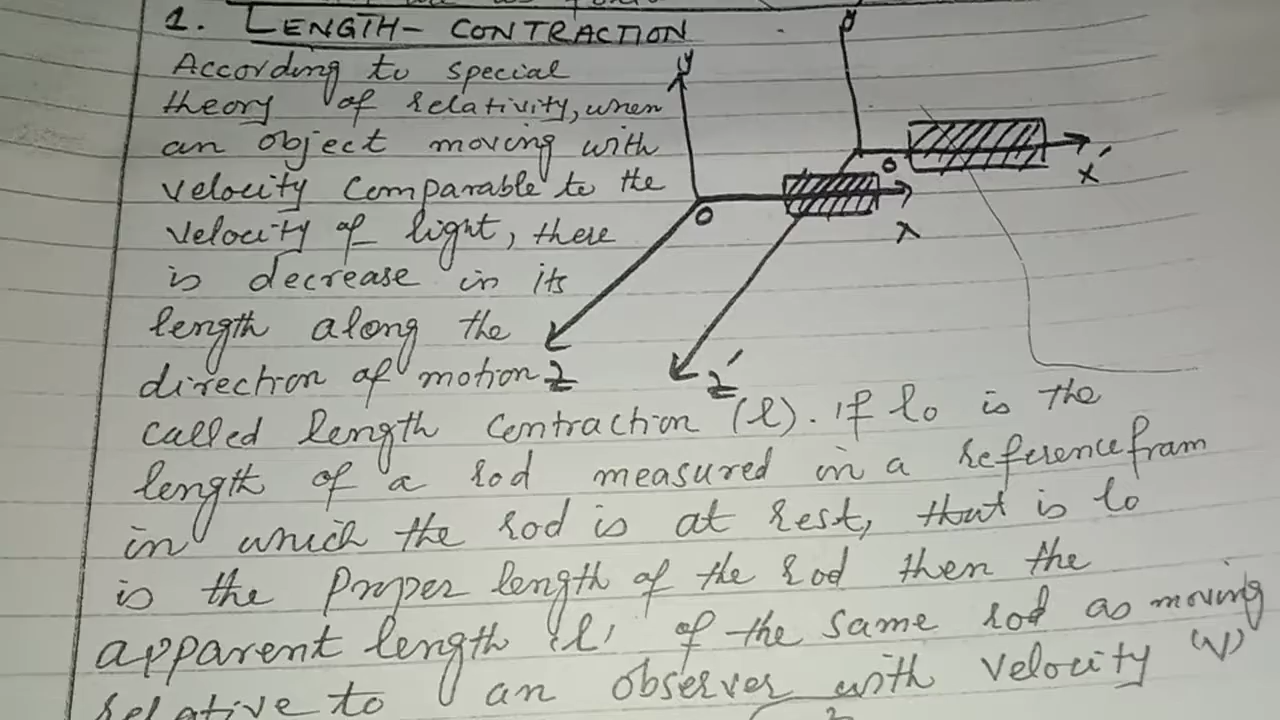 1. LENGTH- CONTRACTION
According to special
theory of relativity, when
an object moving with
velocity comparable to the
velocity of light, there
is decrease in its
length along the
direction of motion
called length contraction (l). If l₀ is the
length of a rod measured in a reference fram
in which the rod is at rest, that is l₀
is the proper length of the rod then the
apparent length 'l' of the same rod as moving
relative to an observer with velocity (v)
y
o
x
z
o
x'
z'